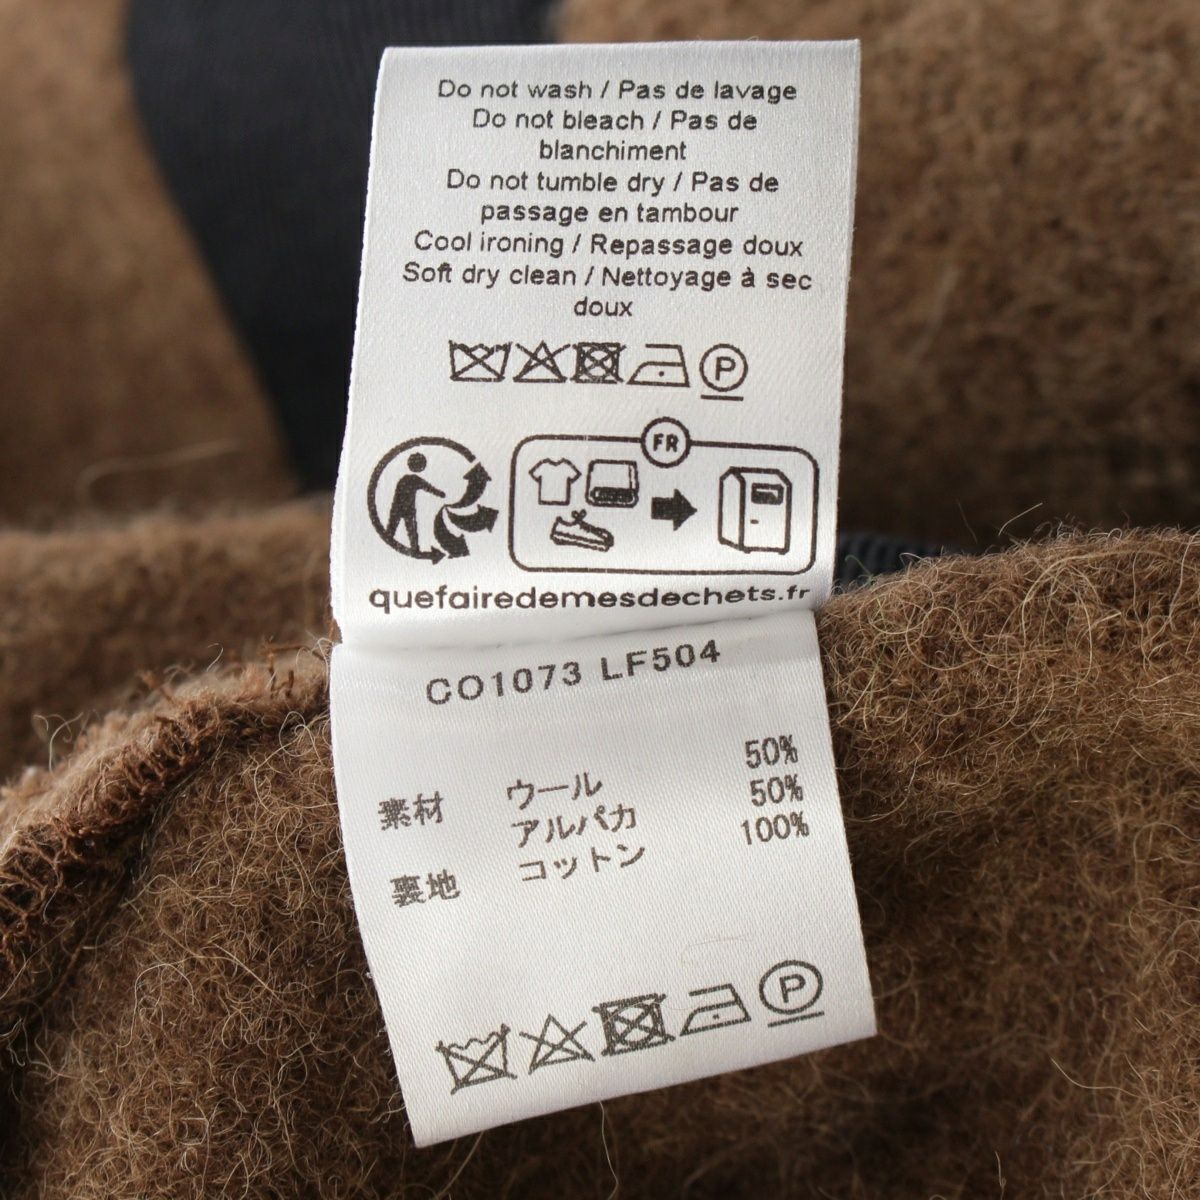 Do not wash / Pas de lavage
Do not bleach / Pas de
blanchiment
Do not tumble dry / Pas de
passage en tambour
Cool ironing / Repassage doux
Soft dry clean / Nettoyage à sec
doux
P
FR
quefairedemesdechets.fr
CO1073 LF504
素材 ウール 50%
アルパカ 50%
裏地 コットン 100%
P